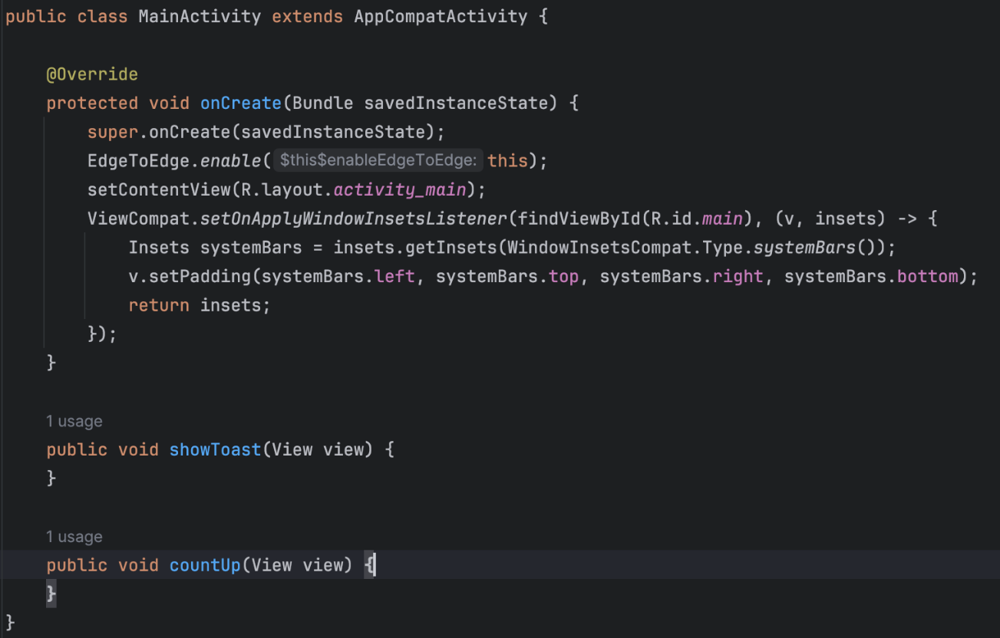 public class MainActivity extends AppCompatActivity {
@Override
protected void onCreate(Bundle savedInstanceState) {
super.onCreate(savedInstanceState);
EdgeToEdge.enable( $this$enableEdgeToEdge: this);
setContentView(R.layout.activity_main);
ViewCompat.setOnApplyWindowInsetsListener(findViewById(R.id.main), (v, insets) -> {
Insets systemBars = insets.getInsets(WindowInsetsCompat.Type.systemBars());
v.setPadding(systemBars.left, systemBars.top, systemBars.right, systemBars.bottom);
return insets;
});
}
1 usage
public void showToast(View view) {
}
1 usage
public void countUp(View view) {
}
}